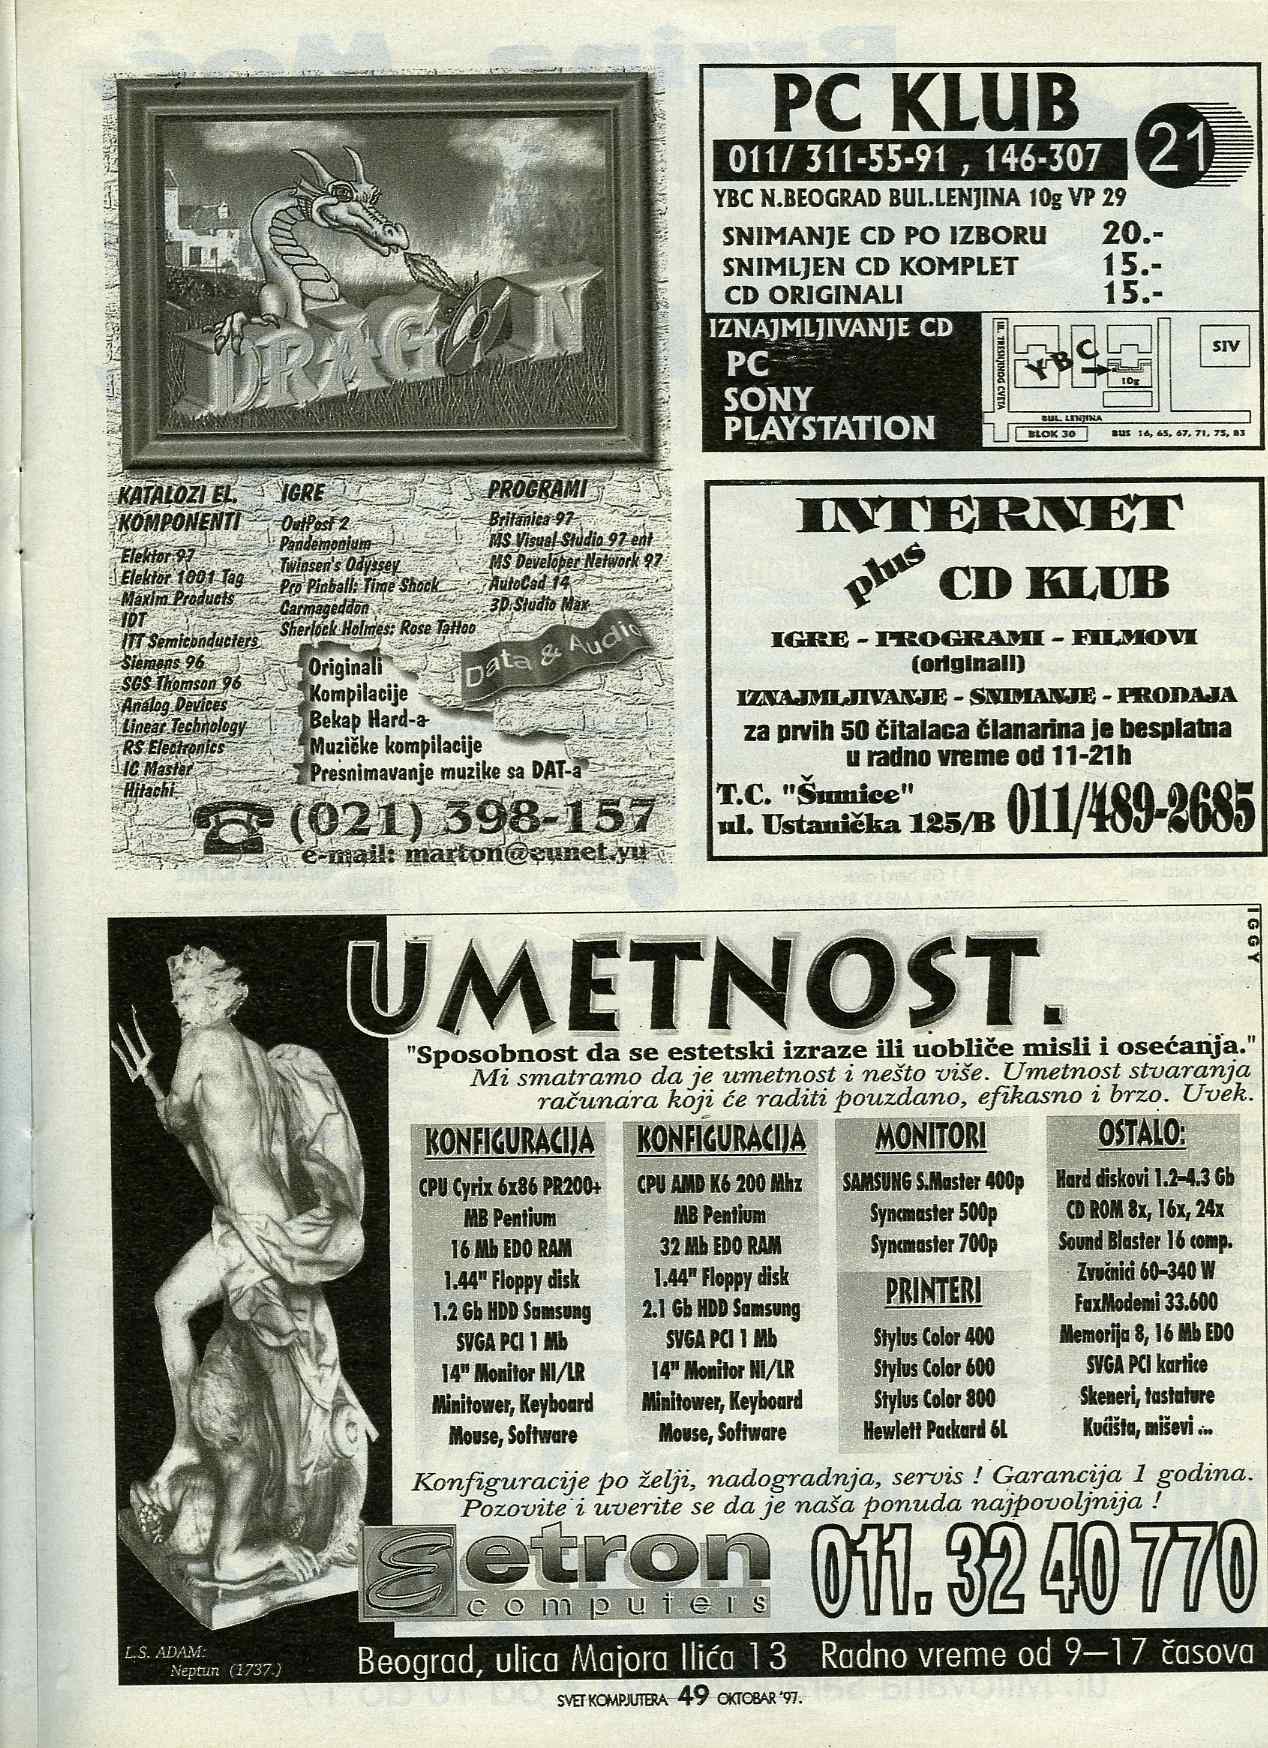 DRAGON
KATALOZI EL.
KOMPONENTI
Elektor 97
Elektor 1001 Tag
Maxim Products
IDT
ITT Semiconducters
Siemens 96
SGS Thomson 96
Analog Devices
Linear Technology
RS Electronics
IC Master
Hitachi
IGRE
OutPost 2
Pandemonium
Twinsen's Odyssey
Pro Pinball: Time Shock
Carmageddon
Sherlock Holmes: Rose Tattoo
PROGRAMI
Britanica 97
MS Visual Studio 97 ent
MS Developer Network 97
AutoCad 14
3D Studio Max
Data & Audio
Originali
Kompilacije
Bekap Hard-a
Muzičke kompilacije
Presnimavanje muzike sa DAT-a
(021) 398-157
e-mail: marton@eunet.yu
PC KLUB
21
011/ 311-55-91 , 146-307
YBC N.BEOGRAD BUL.LENJINA 10g VP 29
SNIMANJE CD PO IZBORU 20.-
SNIMLJEN CD KOMPLET 15.-
CD ORIGINALI 15.-
IZNAJMLJIVANJE CD
PC
SONY
PLAYSTATION
UL. TRESNJINOG CVETA
YBC
10g
SIV
BUL. LENJINA
BLOK 30
BUS 16, 65, 67, 71, 75, 83
INTERNET
plus CD KLUB
IGRE - PROGRAMI - FILMOVI
(originali)
IZNAJMLJIVANJE - SNIMANJE - PRODAJA
za prvih 50 čitalaca članarina je besplatna
u radno vreme od 11-21h
T.C. "Šumice"
ul. Ustanička 125/B
011/489-2685
IGGY
UMETNOST.
"Sposobnost da se estetski izraze ili uobliče misli i osećanja."
Mi smatramo da je umetnost i nešto više. Umetnost stvaranja
računara koji će raditi pouzdano, efikasno i brzo. Uvek.
KONFIGURACIJA
CPU Cyrix 6x86 PR200+
MB Pentium
16 Mb EDO RAM
1.44" Floppy disk
1.2 Gb HDD Samsung
SVGA PCI 1 Mb
14" Monitor NI/LR
Minitower, Keyboard
Mouse, Software
KONFIGURACIJA
CPU AMD K6 200 Mhz
MB Pentium
32 Mb EDO RAM
1.44" Floppy disk
2.1 Gb HDD Samsung
SVGA PCI 1 Mb
14" Monitor NI/LR
Minitower, Keyboard
Mouse, Software
MONITORI
SAMSUNG S.Master 400p
Syncmaster 500p
Syncmaster 700p
PRINTERI
Stylus Color 400
Stylus Color 600
Stylus Color 800
Hewlett Packard 6L
OSTALO:
Hard diskovi 1.2-4.3 Gb
CD ROM 8x, 16x, 24x
Sound Blaster 16 comp.
Zvučnici 60-340 W
FaxModemi 33.600
Memorija 8, 16 Mb EDO
SVGA PCI kartice
Skeneri, tastature
Kućišta, miševi ...
Konfiguracije po želji, nadogradnja, servis ! Garancija 1 godina.
Pozovite i uverite se da je naša ponuda najpovoljnija !
etron
computers
011. 32 40 770
L.S. ADAM:
Neptun (1737.)
Beograd, ulica Majora Ilića 13 Radno vreme od 9—17 časova
SVET KOMPJUTERA 49 OKTOBAR '97.